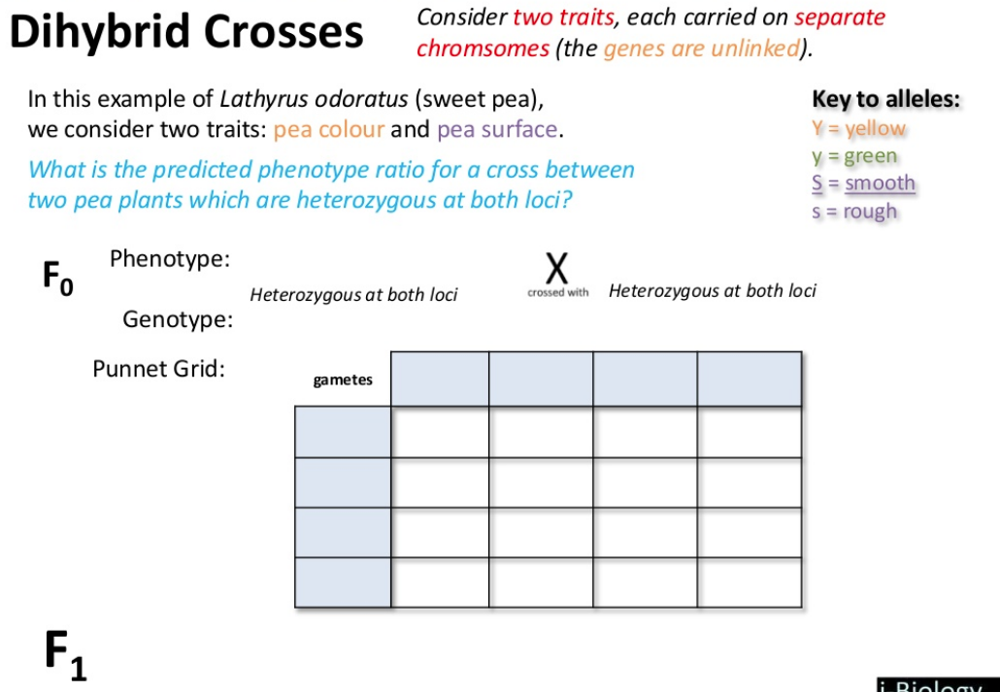 Dihybrid Crosses
Consider two traits, each carried on separate
chromsomes (the genes are unlinked).
In this example of Lathyrus odoratus (sweet pea),
we consider two traits: pea colour and pea surface.
What is the predicted phenotype ratio for a cross between
two pea plants which are heterozygous at both loci?
Key to alleles:
Y = yellow
y = green
S = smooth
s = rough
F0
Phenotype:
Heterozygous at both loci
X
crossed with
Heterozygous at both loci
Genotype:
Punnet Grid:
gametes
F1